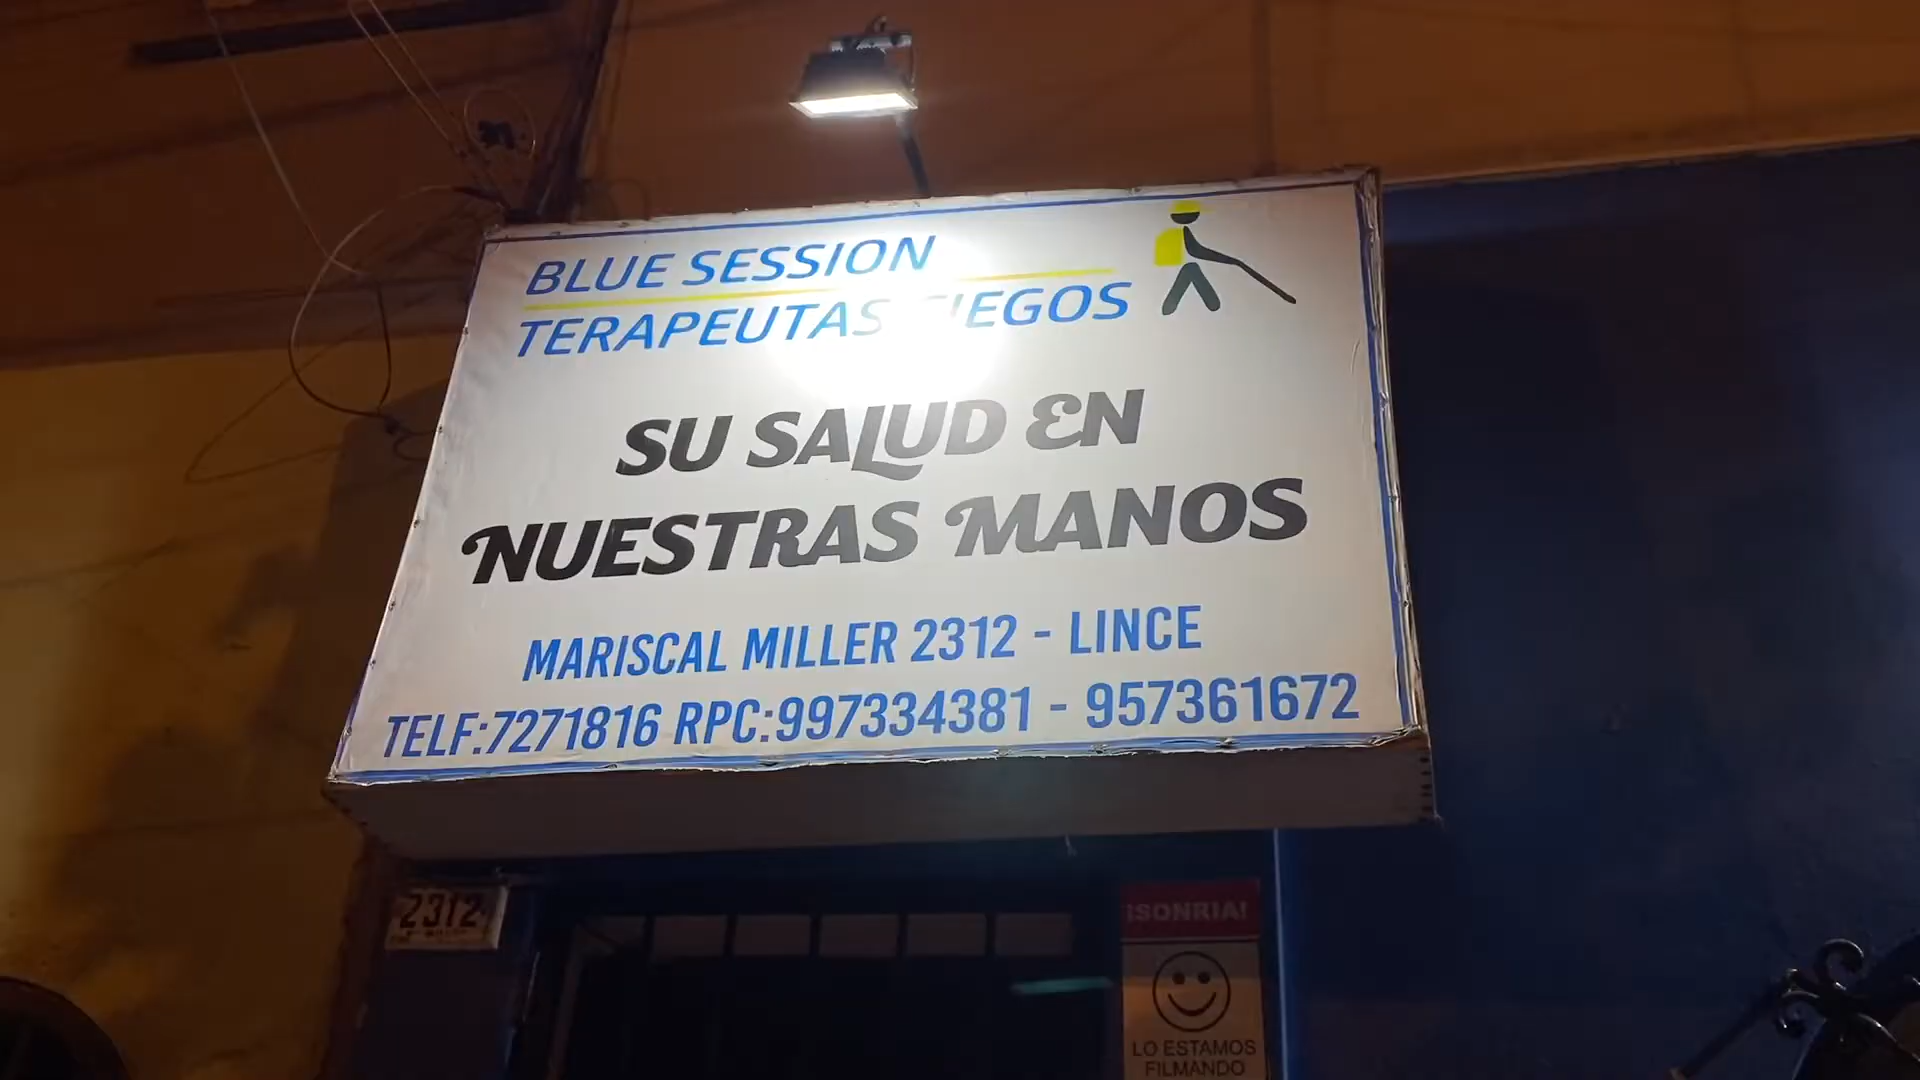 BLUE SESSION
TERAPEUTAS CIEGOS
SU SALUD EN
NUESTRAS MANOS
MARISCAL MILLER 2312 - LINCE
TELF:7271816 RPC:997334381 - 957361672
2312
¡SONRIA!
LO ESTAMOS
FILMANDO